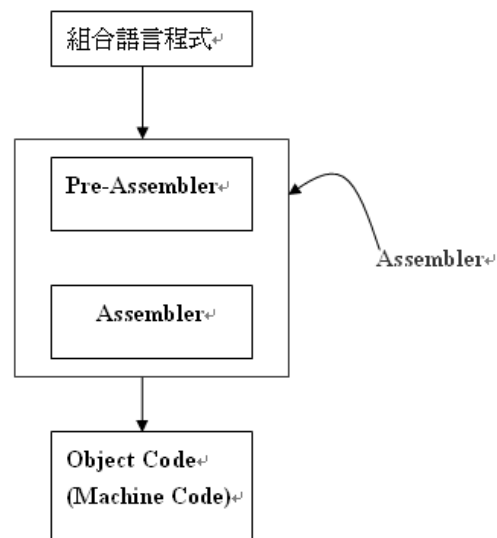 組合語言程式
Pre-Assembler
Assembler
Assembler
Object Code
(Machine Code)